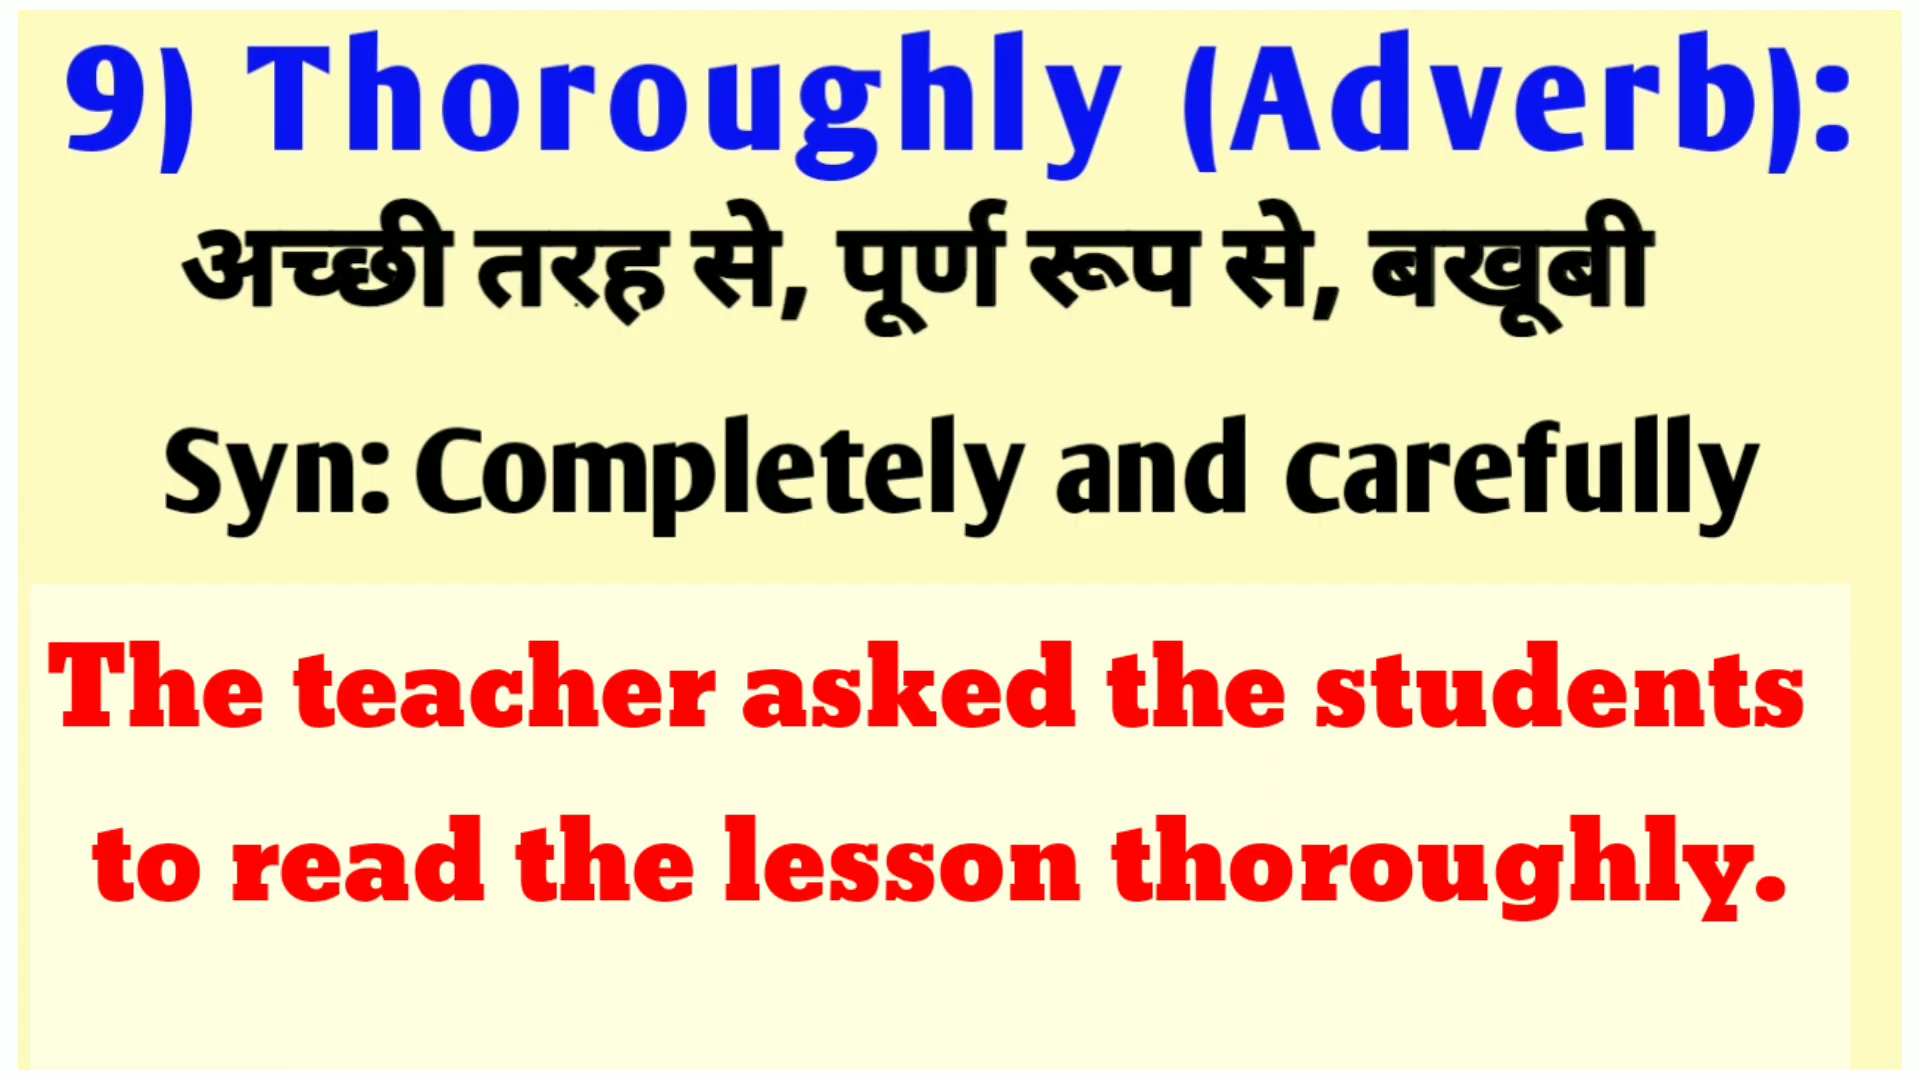 9) Thoroughly (Adverb):
अच्छी तरह से, पूर्ण रूप से, बखूबी
Syn: Completely and carefully
The teacher asked the students
to read the lesson thoroughly.